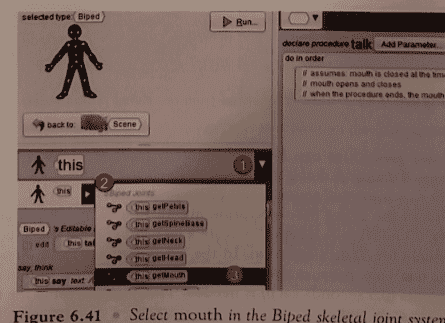 selected type: Biped
Run...
back to: Scene
this 1
this 2
Biped Joints
this getPelvis
this getSpineBase
this getNeck
this getHead
this getMouth 3
Biped 's Editable
edit this tal
say, think
this say text:
declare procedure talk Add Parameter...
do in order
// assumes: mouth is closed at the tim
// mouth opens and closes
// when the procedure ends, the mouth
Figure 6.41 • Select mouth in the Biped skeletal joint system